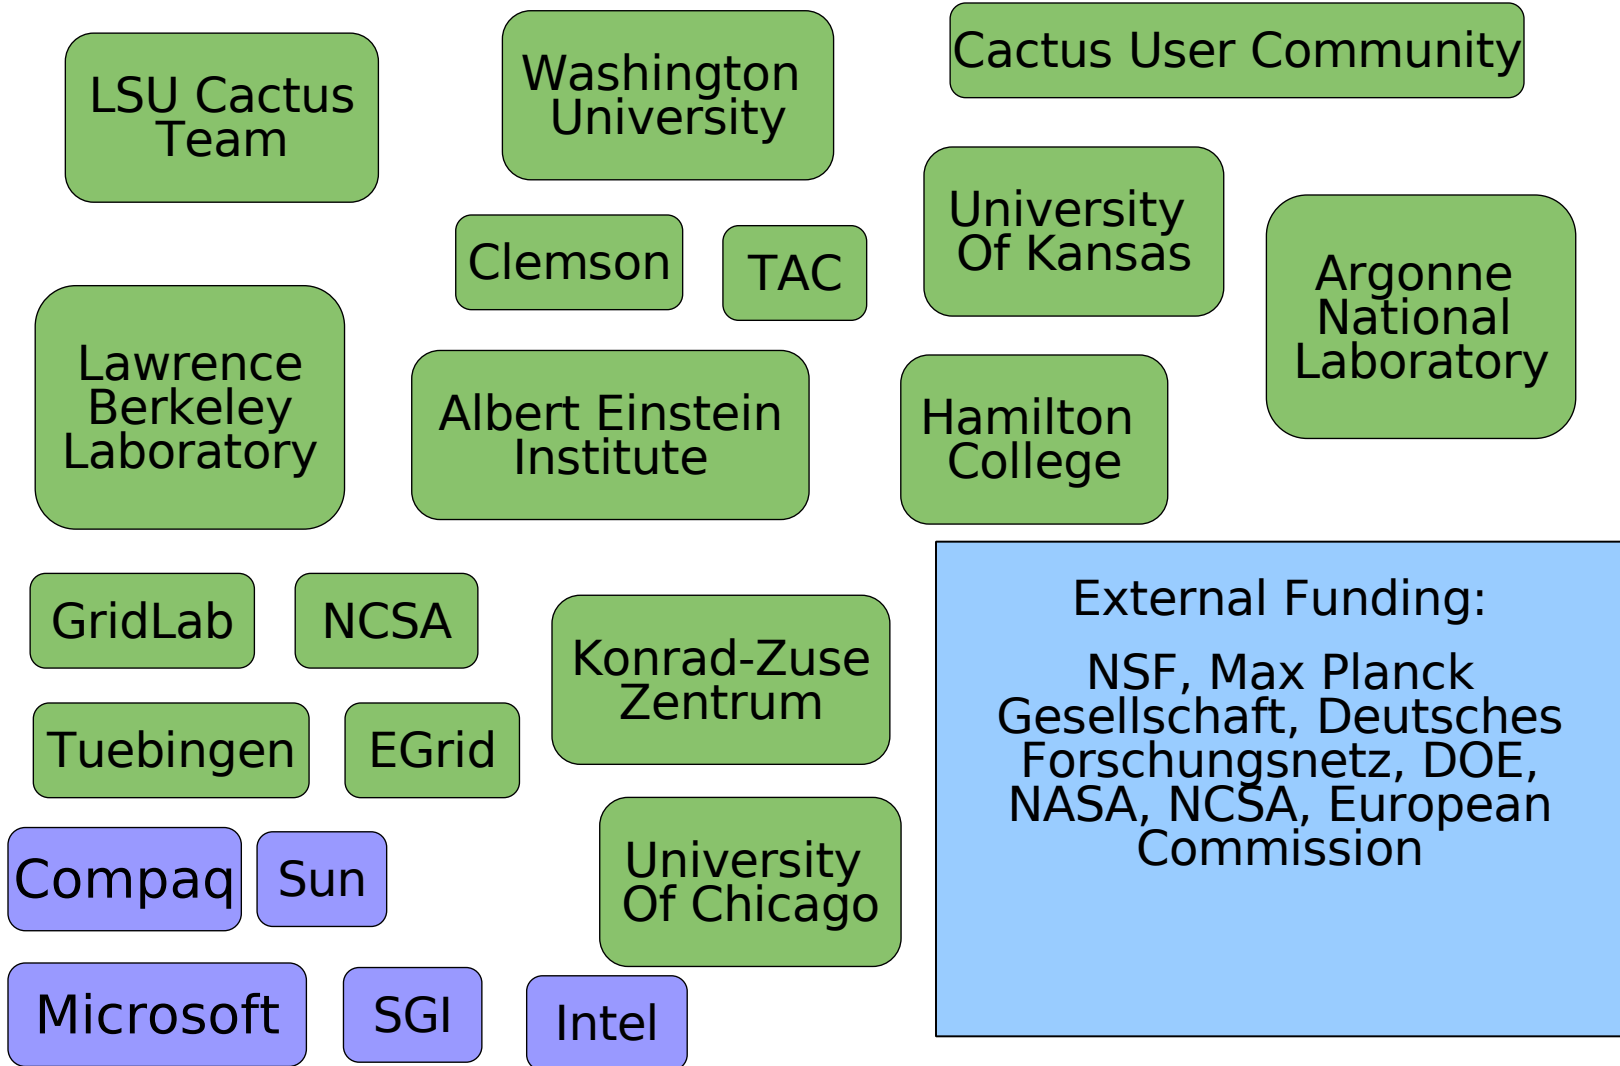 LSU Cactus
Team
Washington
University
Cactus User Community
Clemson
TAC
University
Of Kansas
Argonne
National
Laboratory
Lawrence
Berkeley
Laboratory
Albert Einstein
Institute
Hamilton
College
GridLab
NCSA
Konrad-Zuse
Zentrum
Tuebingen
EGrid
University
Of Chicago
Compaq
Sun
Microsoft
SGI
Intel
External Funding:
NSF, Max Planck
Gesellschaft, Deutsches
Forschungsnetz, DOE,
NASA, NCSA, European
Commission